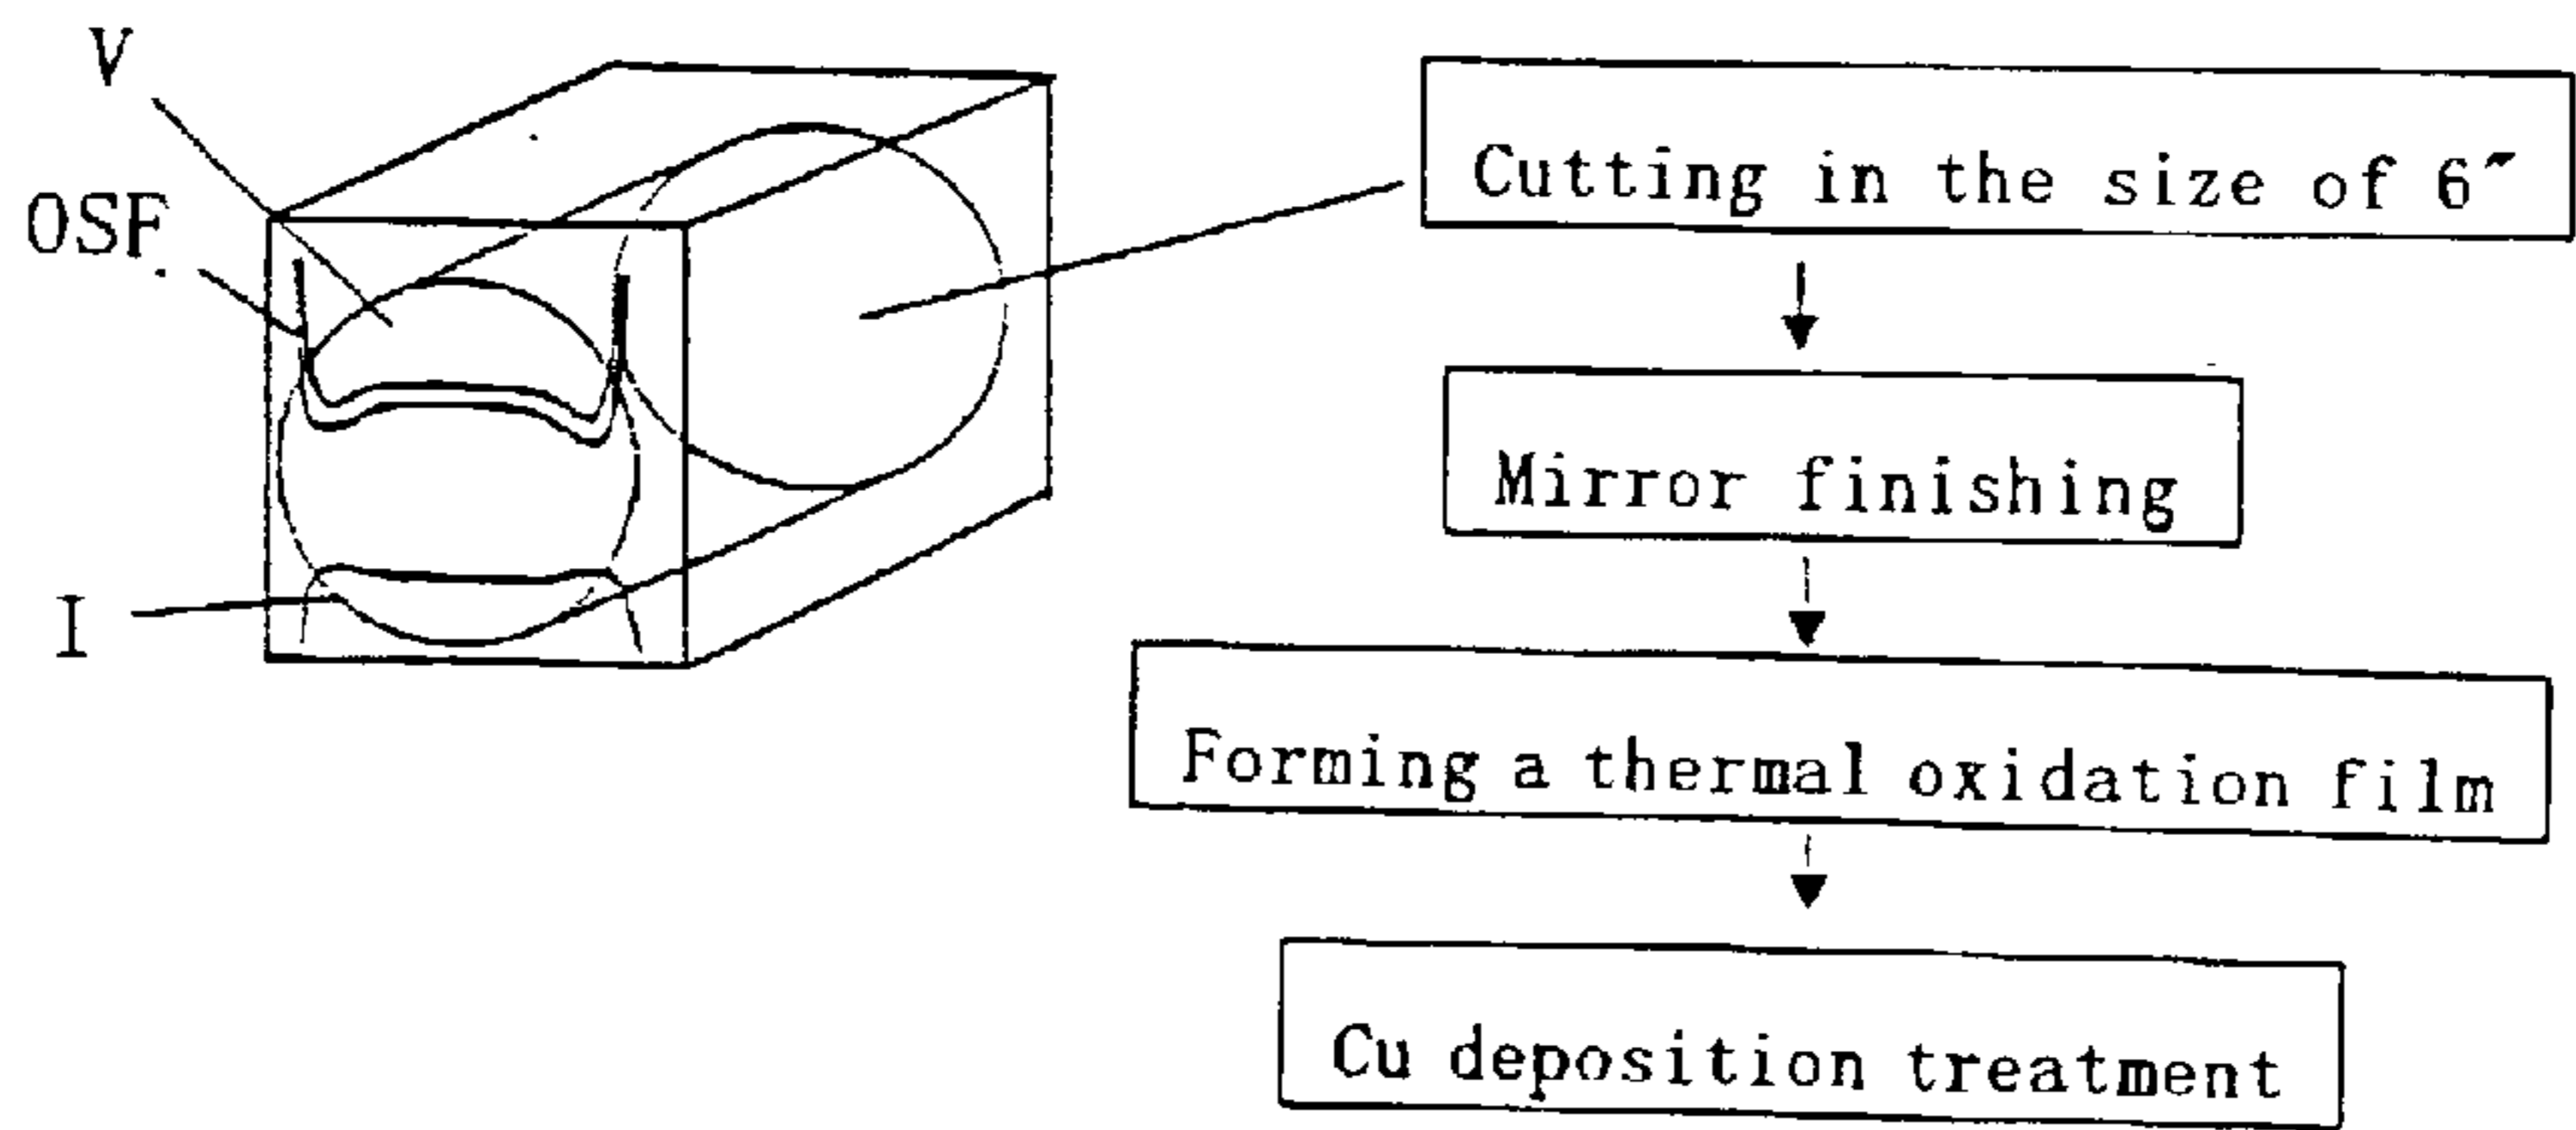 V
OSF
I
Cutting in the size of 6″
Mirror finishing
Forming a thermal oxidation film
Cu deposition treatment